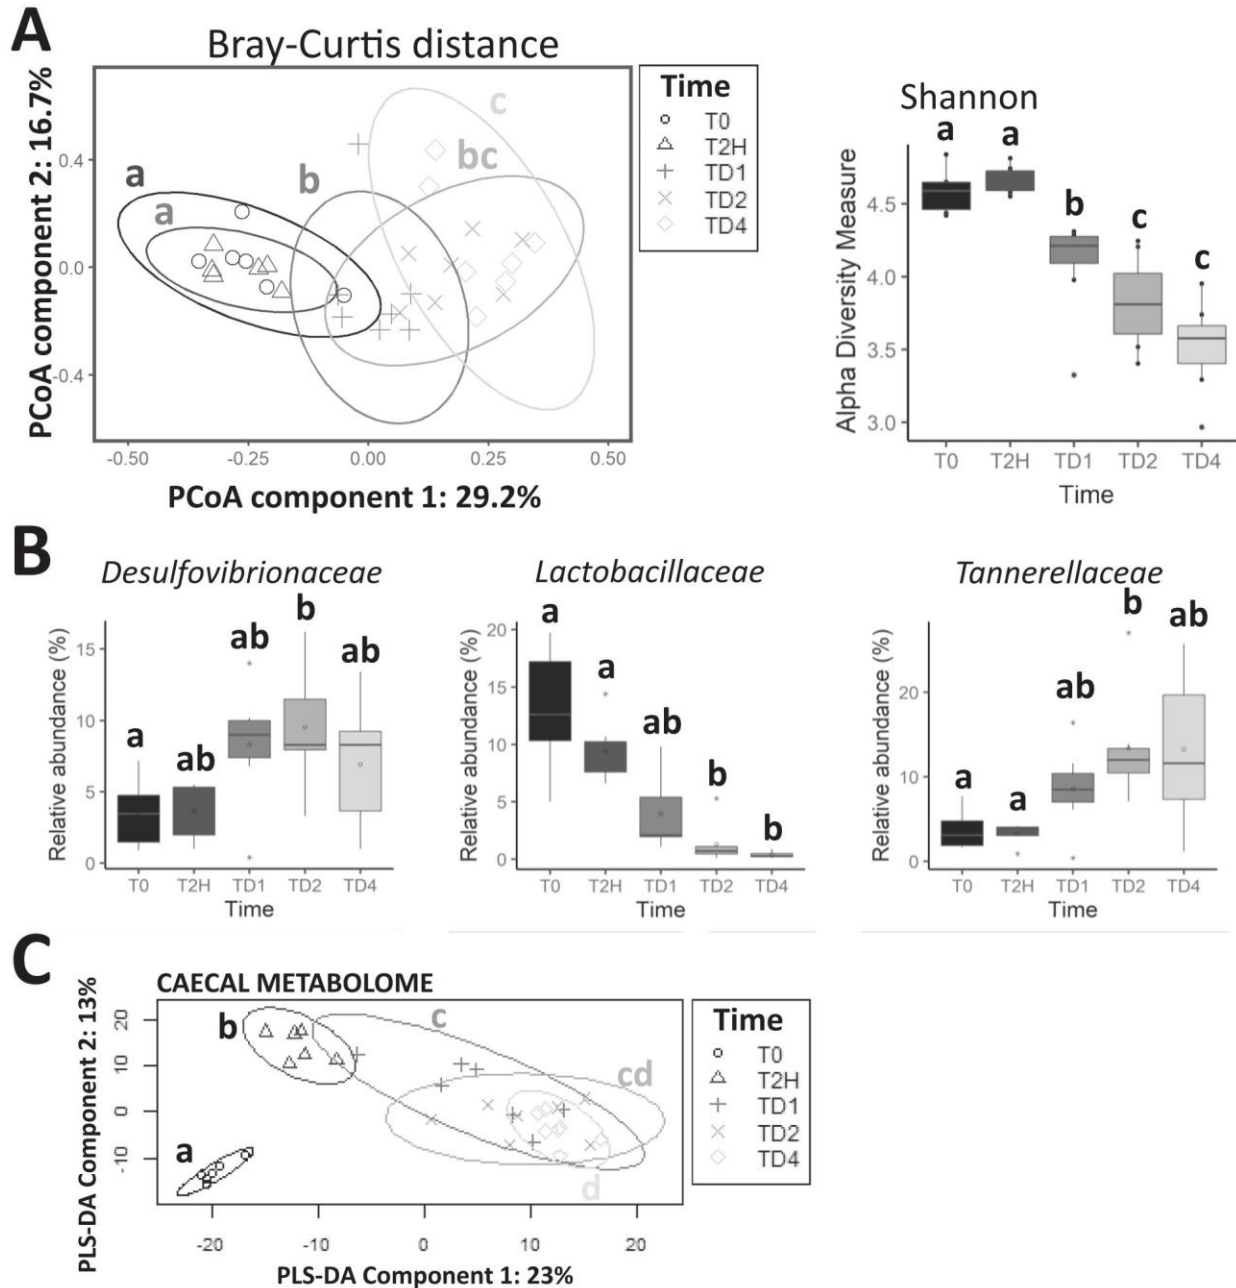 A
Bray-Curtis distance
PCoA component 2: 16.7%
0.4
0.0
-0.4
a
a
b
bc
c
-0.50
-0.25
0.00
0.25
0.50
PCoA component 1: 29.2%
Time
T0
T2H
TD1
TD2
TD4
Shannon
Alpha Diversity Measure
4.5
4.0
3.5
3.0
a
a
b
c
c
T0 T2H TD1 TD2 TD4
Time
B
Desulfovibrionaceae
Relative abundance (%)
15
10
5
0
a
ab
ab
b
ab
T0 T2H TD1 TD2 TD4
Time
Lactobacillaceae
Relative abundance (%)
20
15
10
5
0
a
a
ab
b
b
T0 T2H TD1 TD2 TD4
Time
Tannerellaceae
Relative abundance (%)
20
10
0
a
a
ab
b
ab
T0 T2H TD1 TD2 TD4
Time
C
CAECAL METABOLOME
PLS-DA Component 2: 13%
20
10
0
-10
b
c
cd
a
d
-20
-10
0
10
20
PLS-DA Component 1: 23%
Time
T0
T2H
TD1
TD2
TD4